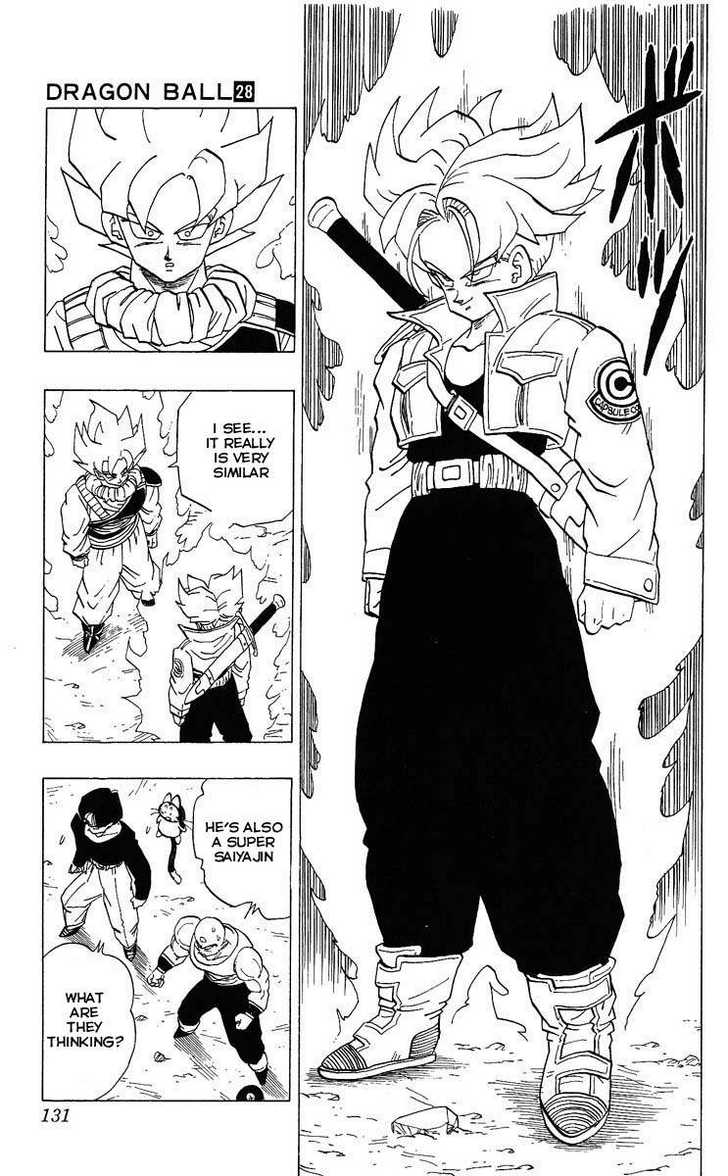 DRAGON BALL 28
ボッ
CAPSULE CO.
I SEE...
IT REALLY
IS VERY
SIMILAR
HE'S ALSO
A SUPER
SAIYAJIN
WHAT
ARE
THEY
THINKING?
131